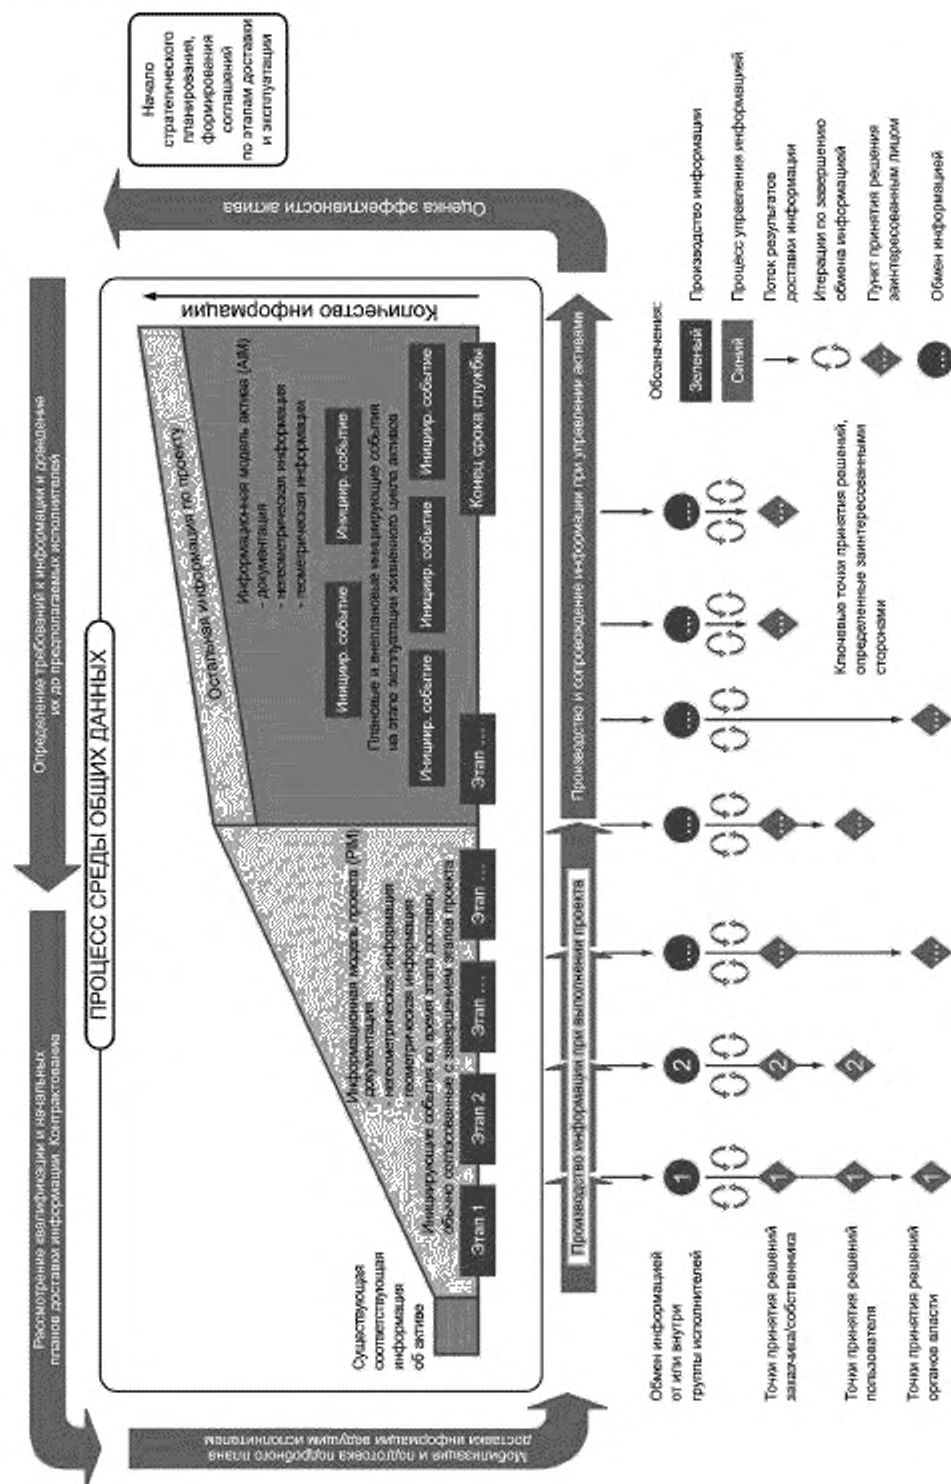 Начало
стратегического
планирования,
формирования
соглашений
по этапам доставки
и эксплуатации
Определение требований к информации и доведение
их до предполагаемых исполнителей
Рассмотрение квалификации и начальных
планов доставки информации. Контрактование
Мобилизация и подготовка подробного плана
доставки информации ведущим исполнителем
Оценка эффективности актива
ПРОЦЕСС СРЕДЫ ОБЩИХ ДАННЫХ
Количество информации
Существующая
соответствующая
информация
об активе
Информационная модель проекта (PIM)
- документация
- негеометрическая информация
- геометрическая информация
Инициирующие события во время этапа доставки,
обычно согласованные с завершением этапов проекта
Этап 1
Этап 2
Этап ...
Этап ...
Этап ...
Остальная информация по проекту
Информационная модель актива (AIM)
- документация
- негеометрическая информация
- геометрическая информация
Иницир. событие
Иницир. событие
Плановые и внеплановые инициирующие события
на этапе эксплуатации жизненного цикла активов
Иницир. событие
Иницир. событие
Иницир. событие
Конец срока службы
Производство информации при выполнении проекта
Производство и сопровождение информации при управлении активами
Обмен информацией
от или внутри
группы исполнителей
1
2
...
...
...
...
...
Точки принятия решений
заказчика/собственника
1
2
...
...
...
...
Точки принятия решений
пользователя
1
2
...
Точки принятия решений
органов власти
1
...
...
Ключевые точки принятия решений,
определенные заинтересованными
сторонами
Обозначения:
Зеленый
Производство информации
Синий
Процесс управления информацией
Поток результатов
доставки информации
Итерации по завершению
обмена информацией
...
Пункт принятия решения
заинтересованным лицом
...
Обмен информацией